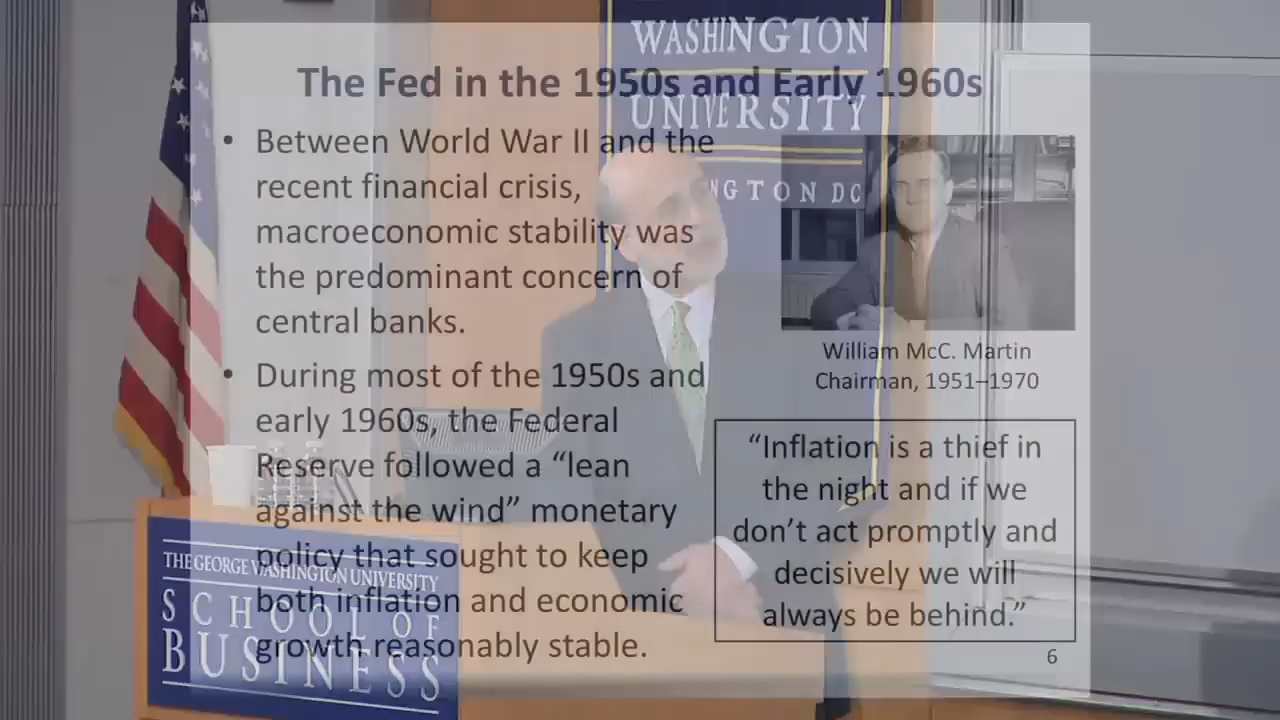 WASHINGTON
UNIVERSITY
NGTON DC
The Fed in the 1950s and Early 1960s
• Between World War II and the
recent financial crisis,
macroeconomic stability was
the predominant concern of
central banks.
• During most of the 1950s and
early 1960s, the Federal
Reserve followed a “lean
against the wind” monetary
policy that sought to keep
both inflation and economic
growth reasonably stable.
William McC. Martin
Chairman, 1951–1970
“Inflation is a thief in
the night and if we
don’t act promptly and
decisively we will
always be behind.”
6
THE GEORGE WASHINGTON UNIVERSITY
SCHOOL OF
BUSINESS